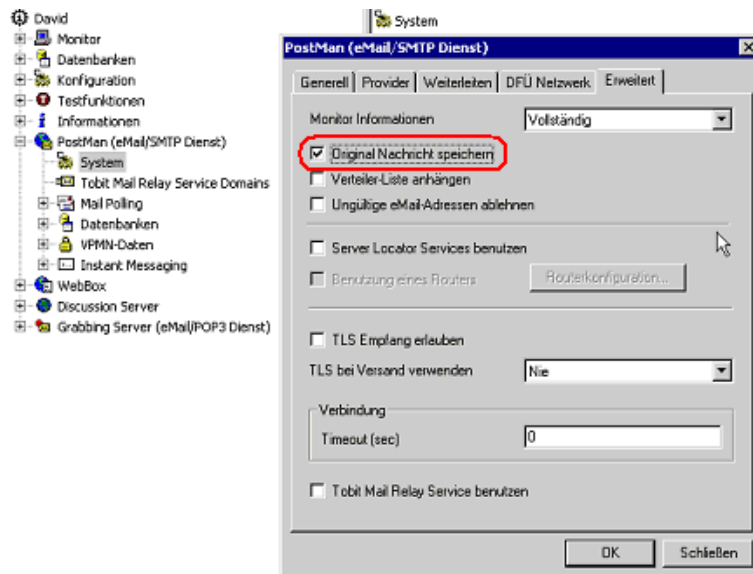 David
Monitor
Datenbanken
Konfiguration
Testfunktionen
Informationen
PostMan (eMail/SMTP Dienst)
System
Tobit Mail Relay Service Domains
Mail Polling
Datenbanken
VPMN-Daten
Instant Messaging
WebBox
Discussion Server
Grabbing Server (eMail/POP3 Dienst)
System
PostMan (eMail/SMTP Dienst)
Generell Provider Weiterleiten DFÜ Netzwerk Erweitert
Monitor Informationen Vollständig
Original Nachricht speichern
Verteiler-Liste anhängen
Ungültige eMail-Adressen ablehnen
Server Locator Services benutzen
Benutzung eines Routers Routerkonfiguration...
TLS Empfang erlauben
TLS bei Versand verwenden Nie
Verbindung
Timeout (sec) 0
Tobit Mail Relay Service benutzen
OK Schließen